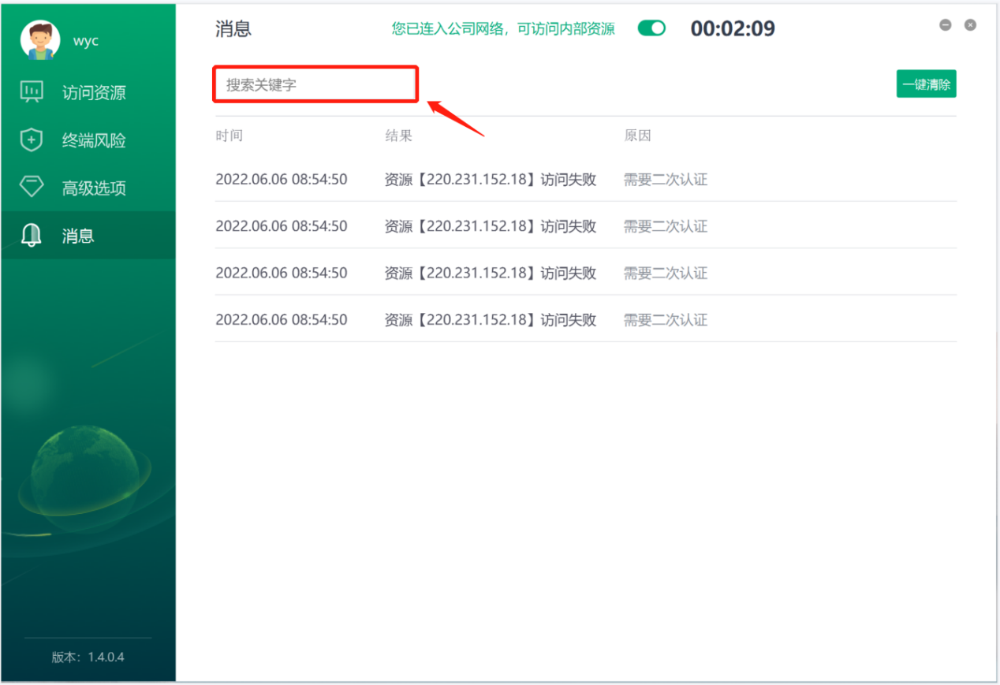 wyc
访问资源
终端风险
高级选项
消息
版本：1.4.0.4
消息
您已连入公司网络，可访问内部资源
00:02:09
搜索关键字
一键清除
时间 结果 原因
2022.06.06 08:54:50 资源【220.231.152.18】访问失败 需要二次认证
2022.06.06 08:54:50 资源【220.231.152.18】访问失败 需要二次认证
2022.06.06 08:54:50 资源【220.231.152.18】访问失败 需要二次认证
2022.06.06 08:54:50 资源【220.231.152.18】访问失败 需要二次认证